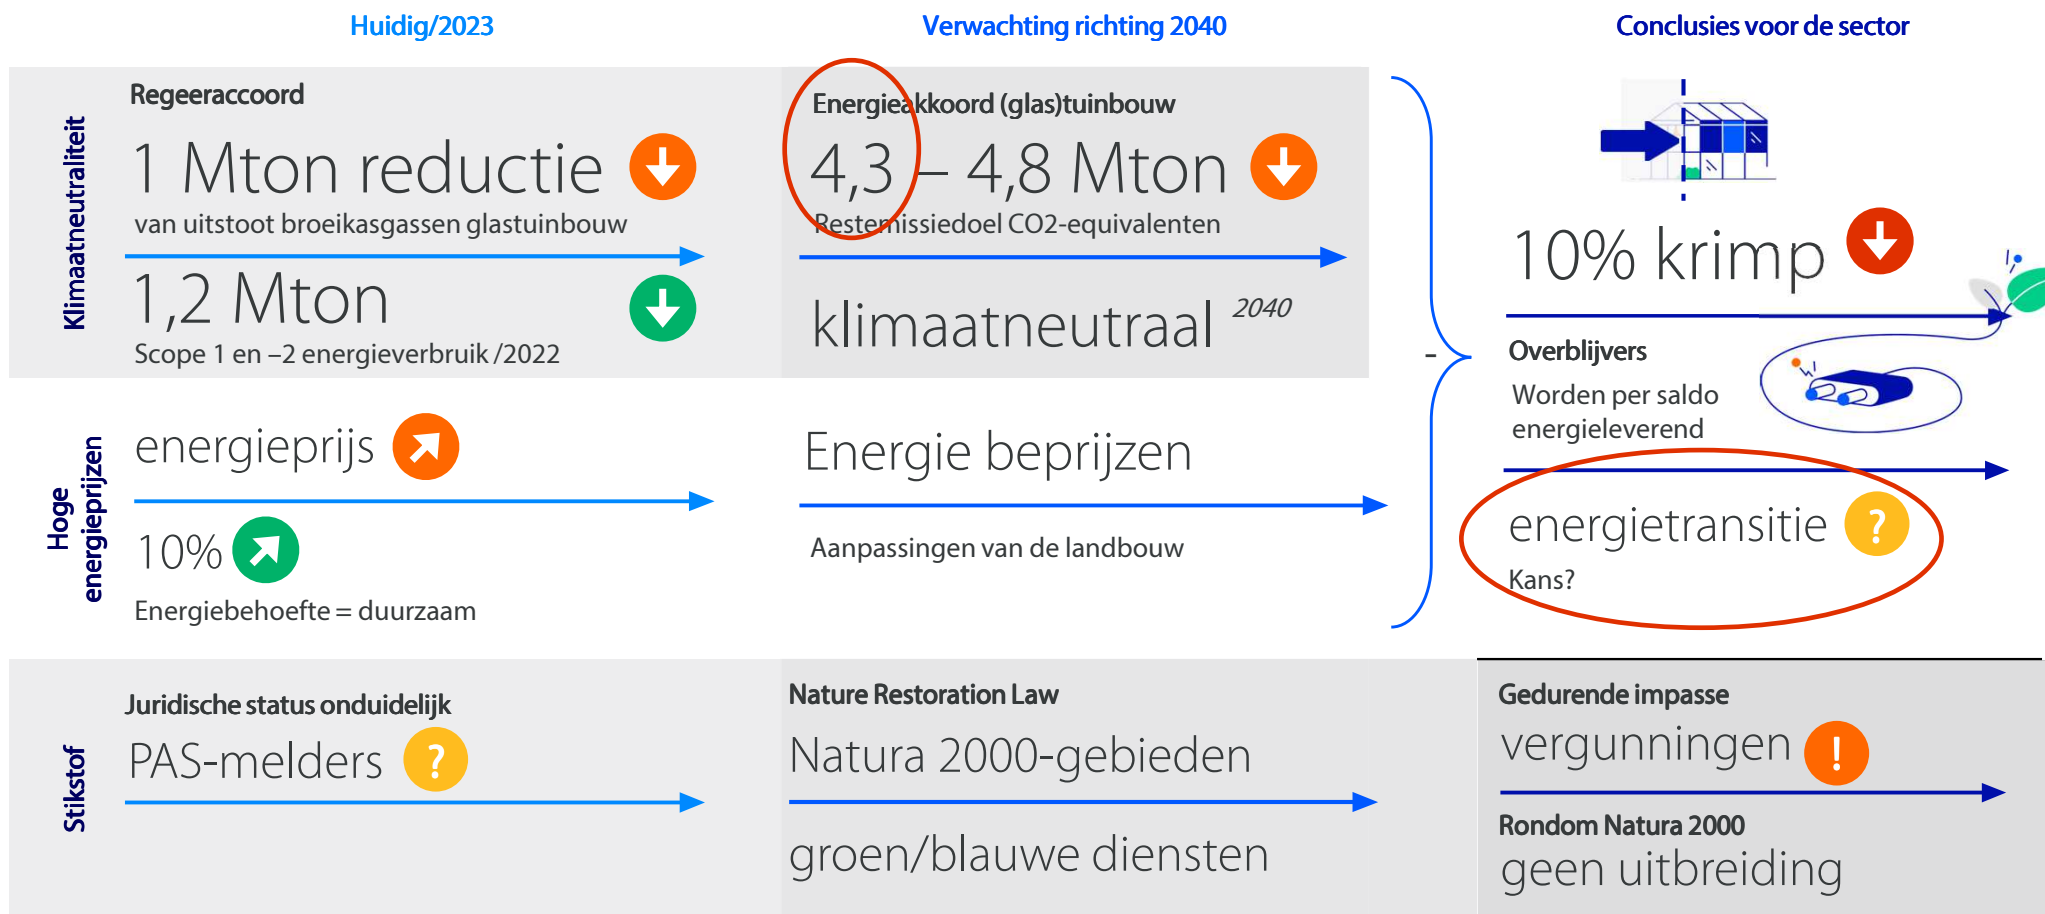 Huidig/2023
Verwachting richting 2040
Conclusies voor de sector
Klimaatneutraliteit
Regeeraccoord
1 Mton reductie
van uitstoot broeikasgassen glastuinbouw
1,2 Mton
Scope 1 en –2 energieverbruik /2022
Energieakkoord (glas)tuinbouw
4,3 – 4,8 Mton
Restemissiedoel CO2-equivalenten
klimaatneutraal 2040
-
10% krimp
Overblijvers
Worden per saldo
energieleverend
Hoge
energieprijzen
energieprijs
10%
Energiebehoefte = duurzaam
Energie beprijzen
Aanpassingen van de landbouw
energietransitie ?
Kans?
Stikstof
Juridische status onduidelijk
PAS-melders ?
Nature Restoration Law
Natura 2000-gebieden
groen/blauwe diensten
Gedurende impasse
vergunningen !
Rondom Natura 2000
geen uitbreiding